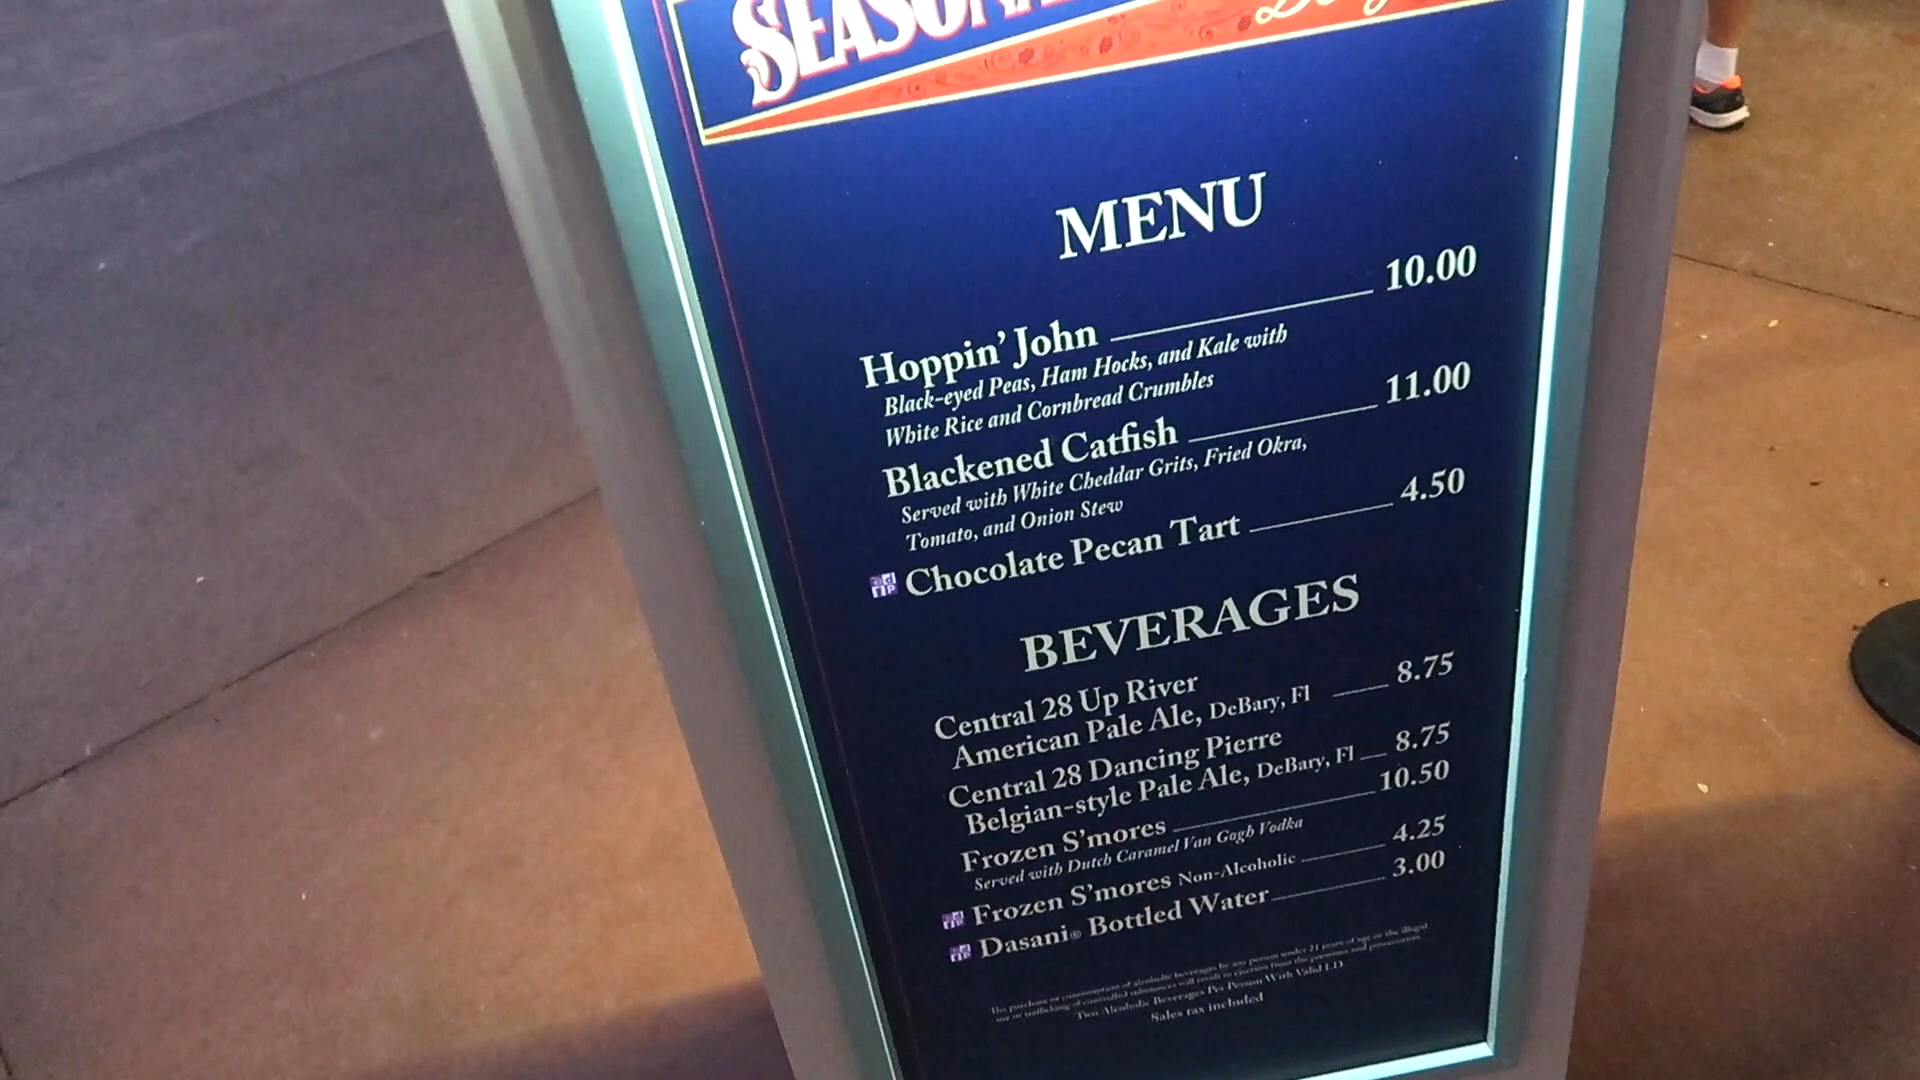 MENU
Hoppin' John 10.00
Black-eyed Peas, Ham Hocks, and Kale with
White Rice and Cornbread Crumbles
Blackened Catfish 11.00
Served with White Cheddar Grits, Fried Okra,
Tomato, and Onion Stew
Chocolate Pecan Tart 4.50
BEVERAGES
Central 28 Up River
American Pale Ale, DeBary, Fl 8.75
Central 28 Dancing Pierre
Belgian-style Pale Ale, DeBary, Fl 8.75
Frozen S'mores 10.50
Served with Dutch Caramel Van Gogh Vodka
Frozen S'mores Non-Alcoholic 4.25
Dasani® Bottled Water 3.00
The purchase or consumption of alcoholic beverages by any person under 21 years of age or the illegal
use or trafficking of controlled substances will result in ejection from the premises and prosecution.
Two Alcoholic Beverages Per Person With Valid I.D.
Sales tax included